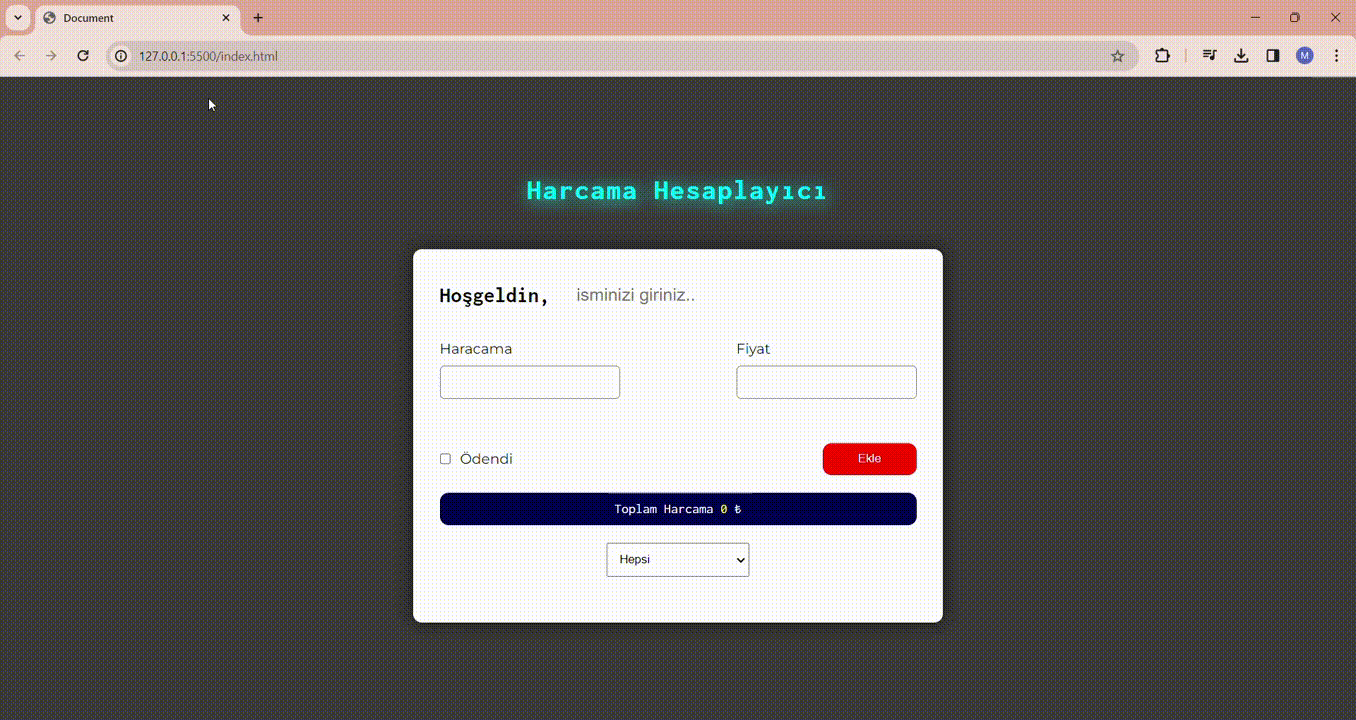 Document
127.0.0.1:5500/index.html
M
Harcama Hesaplayıcı
Hoşgeldin, isminizi giriniz..
Haracama Fiyat
Ödendi Ekle
Toplam Harcama 0 ₺
Hepsi